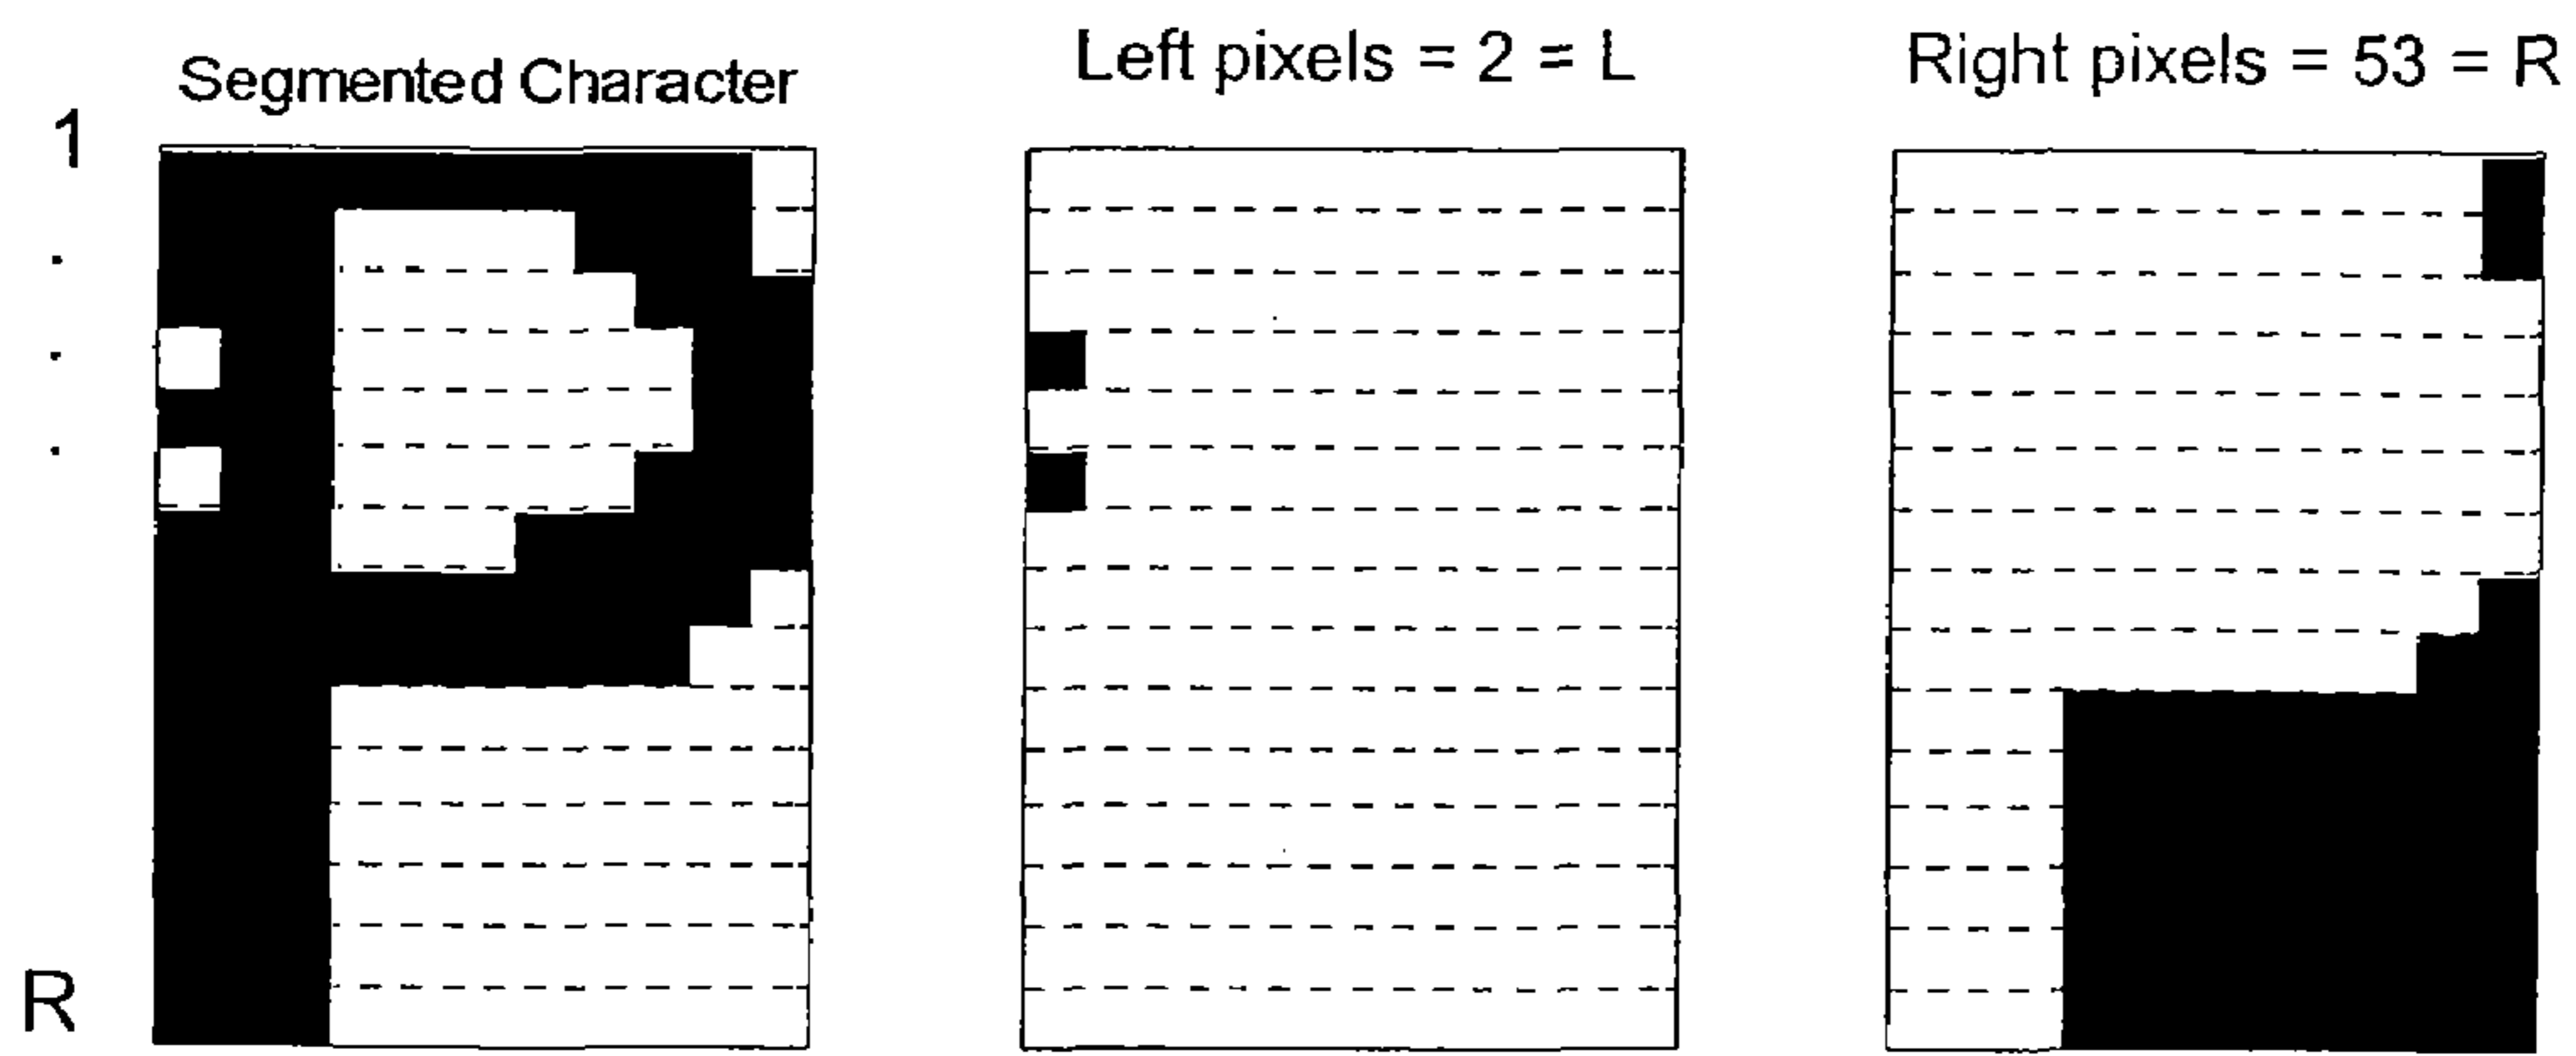 Segmented Character
Left pixels = 2 = L
Right pixels = 53 = R
1
.
.
.
R